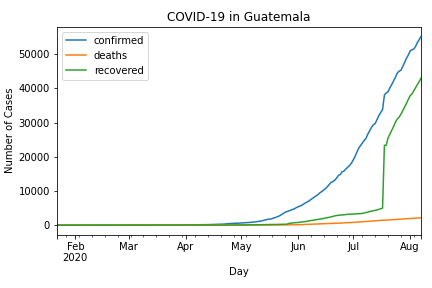 COVID-19 in Guatemala
confirmed
deaths
recovered
Number of Cases
50000
40000
30000
20000
10000
0
Feb
2020
Mar
Apr
May
Jun
Jul
Aug
Day